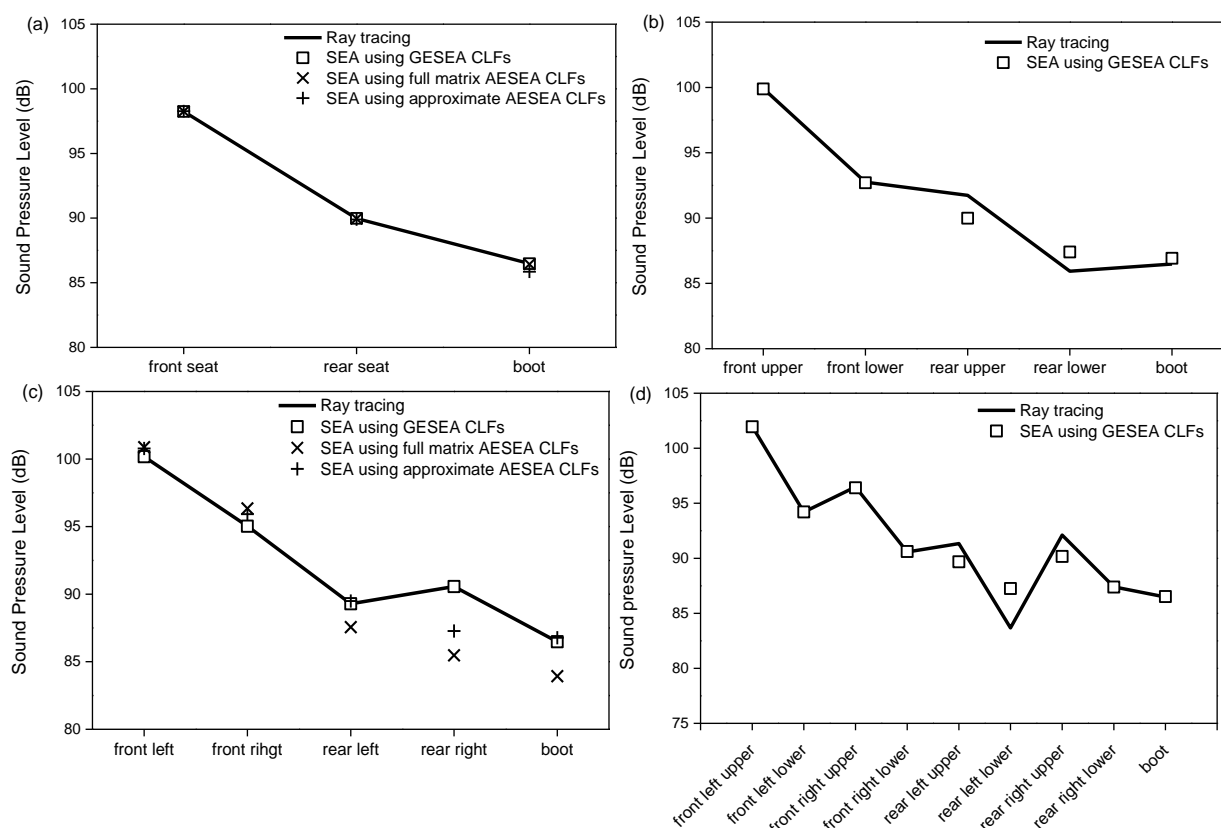 (a)
Ray tracing
SEA using GESEA CLFs
SEA using full matrix AESEA CLFs
SEA using approximate AESEA CLFs
105
100
95
90
85
80
Sound Pressure Level (dB)
front seat
rear seat
boot
(b)
Ray tracing
SEA using GESEA CLFs
105
100
95
90
85
80
Sound Pressure Level (dB)
front upper
front lower
rear upper
rear lower
boot
(c)
Ray tracing
SEA using GESEA CLFs
SEA using full matrix AESEA CLFs
SEA using approximate AESEA CLFs
105
100
95
90
85
80
Sound Pressure Level (dB)
front left
front rihgt
rear left
rear right
boot
(d)
Ray tracing
SEA using GESEA CLFs
105
100
95
90
85
80
75
Sound pressure Level (dB)
front left upper
front left lower
front right upper
front right lower
rear left upper
rear left lower
rear right upper
rear right lower
boot